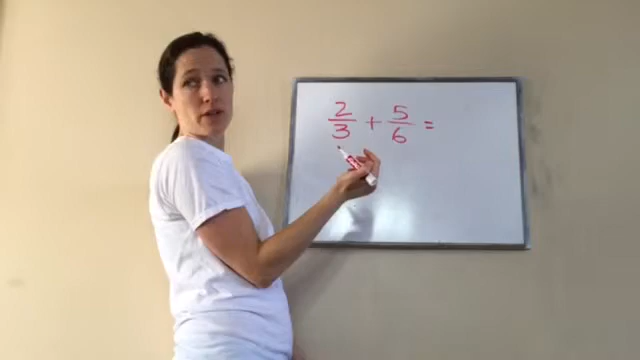 2/3 + 5/6 =